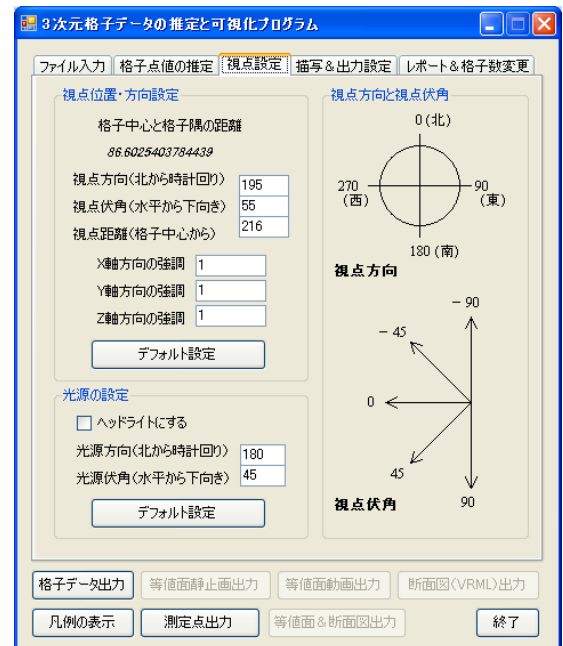 3次元格子データの推定と可視化プログラム
ファイル入力 格子点値の推定 視点設定 描写&出力設定 レポート&格子数変更
視点位置・方向設定
格子中心と格子隅の距離
86.6025403784439
視点方向(北から時計回り) 195
視点伏角(水平から下向き) 55
視点距離(格子中心から) 216
X軸方向の強調 1
Y軸方向の強調 1
Z軸方向の強調 1
デフォルト設定
光源の設定
ヘッドライトにする
光源方向(北から時計回り) 180
光源伏角(水平から下向き) 45
デフォルト設定
視点方向と視点伏角
0(北)
270
(西)
90
(東)
180(南)
視点方向
-90
-45
0
45
90
視点伏角
格子データ出力 等値面静止画出力 等値面動画出力 断面図(VRML)出力
凡例の表示 測定点出力 等値面&断面図出力 終了